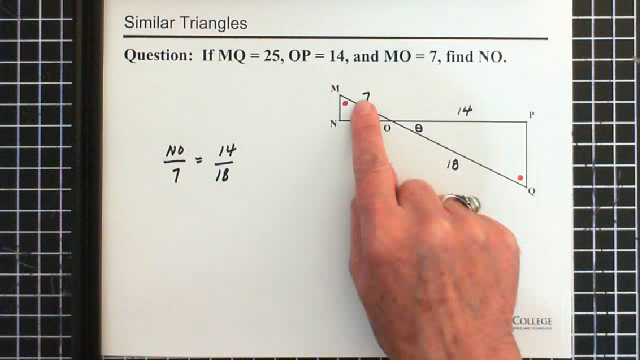 Similar Triangles
Question: If MQ = 25, OP = 14, and MO = 7, find NO.
M 7 14 P
N O θ
NO/7 = 14/18
18
Q
COLLEGE